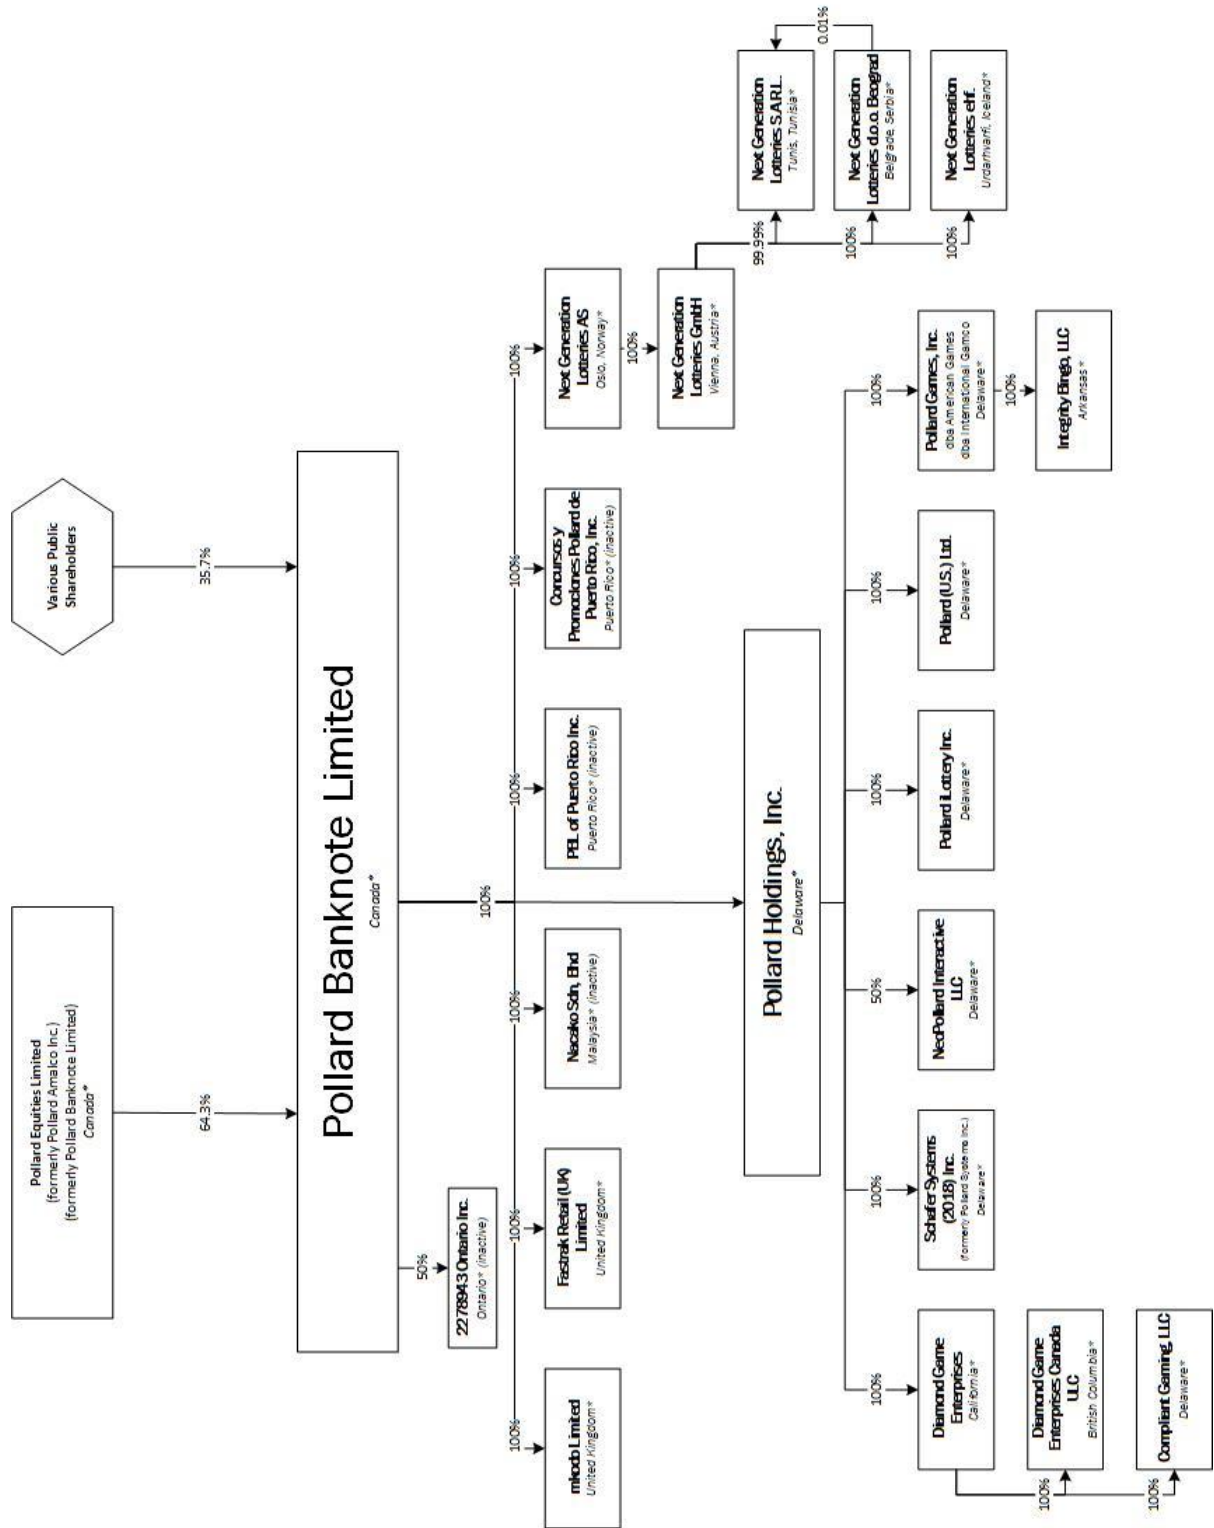 Pollard Equities Limited
(formerly Pollard Amalco Inc.)
(formerly Pollard Banknote Limited)
Canada*
Various Public
Shareholders
64.3%
35.7%
Pollard Banknote Limited
Canada*
50%
100%
2278943 Ontario Inc.
Ontario* (inactive)
100%
100%
100%
100%
100%
100%
mkodo Limited
United Kingdom*
Fastrak Retail (UK)
Limited
United Kingdom*
Nacako Sdn, Bhd
Malaysia* (inactive)
PBL of Puerto Rico Inc.
Puerto Rico* (inactive)
Concursos y
Promociones Pollard de
Puerto Rico, Inc.
Puerto Rico* (inactive)
Next Generation
Lotteries AS
Oslo, Norway*
100%
Next Generation
Lotteries GmbH
Vienna, Austria*
99.99%
Next Generation
Lotteries S.A.R.L.
Tunis, Tunisia*
0.01%
100%
Next Generation
Lotteries d.o.o. Beograd
Belgrade, Serbia*
100%
Next Generation
Lotteries ehf.
Urdarhvarfi, Iceland*
Pollard Holdings, Inc.
Delaware*
100%
100%
50%
100%
100%
100%
Diamond Game
Enterprises
California*
Schafer Systems
(2018) Inc.
(formerly Pollard Systems Inc.)
Delaware*
NeoPollard Interactive
LLC
Delaware*
Pollard iLottery Inc.
Delaware*
Pollard (U.S.) Ltd.
Delaware*
Pollard Games, Inc.
dba American Games
dba International Gamco
Delaware*
100%
Diamond Game
Enterprises Canada
ULC
British Columbia*
100%
Integrity Bingo, LLC
Arkansas*
100%
Compliant Gaming, LLC
Delaware*